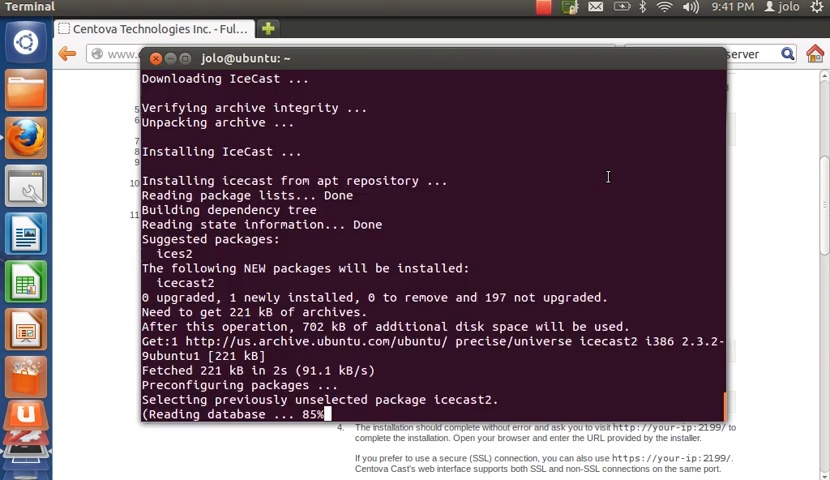 Terminal
9:41 PM
jolo
Centova Technologies Inc. - Ful...
www.
server
jolo@ubuntu: ~
Downloading IceCast ...
Verifying archive integrity ...
Unpacking archive ...
Installing IceCast ...
Installing icecast from apt repository ...
Reading package lists... Done
Building dependency tree
Reading state information... Done
Suggested packages:
ices2
The following NEW packages will be installed:
icecast2
0 upgraded, 1 newly installed, 0 to remove and 197 not upgraded.
Need to get 221 kB of archives.
After this operation, 702 kB of additional disk space will be used.
Get:1 http://us.archive.ubuntu.com/ubuntu/ precise/universe icecast2 i386 2.3.2-
9ubuntu1 [221 kB]
Fetched 221 kB in 2s (91.1 kB/s)
Preconfiguring packages ...
Selecting previously unselected package icecast2.
(Reading database ... 85%
5
6
7
8
9
10
11
4. The installation should complete without error and ask you to visit http://your-ip:2199/ to
complete the installation. Open your browser and enter the URL provided by the installer.
If you prefer to use a secure (SSL) connection, you can also use https://your-ip:2199/.
Centova Cast's web interface supports both SSL and non-SSL connections on the same port.